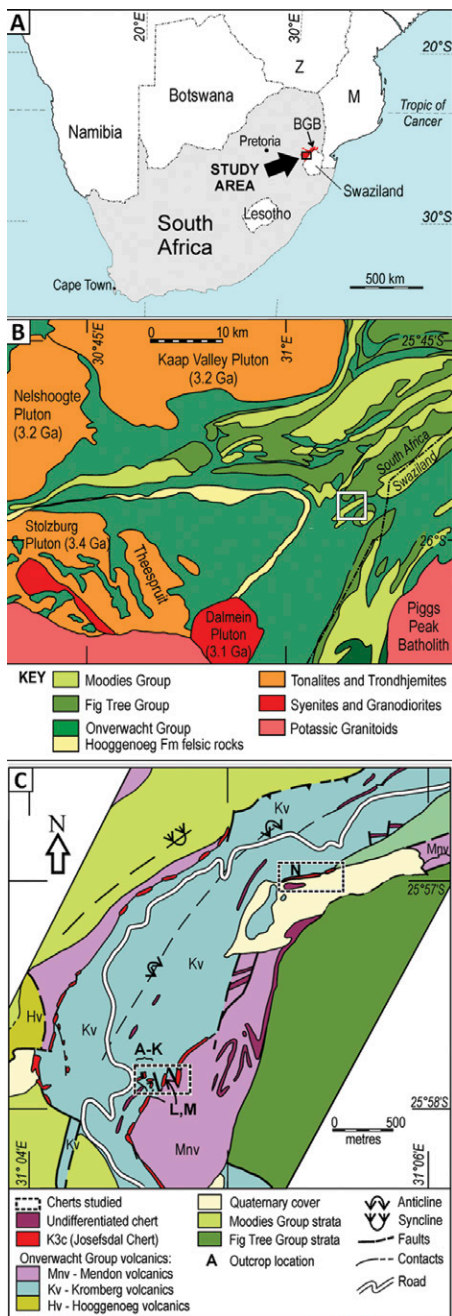 A
20°E
30°E
20°S
Z
Botswana
M
Namibia
BGB
Tropic of
Cancer
Pretoria
STUDY
AREA
Swaziland
South
Africa
Lesotho
30°S
Cape Town
500 km
B
30°45'E
0 10 km
31°E
25°45'S
Kaap Valley Pluton
(3.2 Ga)
Nelshoogte
Pluton
(3.2 Ga)
South Africa
Swaziland
Stolzburg
Pluton (3.4 Ga)
Theespruit
26°S
Dalmein
Pluton
(3.1 Ga)
Piggs
Peak
Batholith
KEY
Moodies Group
Tonalites and Trondhjemites
Fig Tree Group
Syenites and Granodiorites
Onverwacht Group
Potassic Granitoids
Hooggenoeg Fm felsic rocks
C
N
Kv
Mnv
N
25°57'S
Kv
Kv
Hv
Kv
A-K
L,M
25°58'S
Mnv
0 500
metres
Kv
31°04'E
31°06'E
Cherts studied
Quaternary cover
Anticline
Undifferentiated chert
Moodies Group strata
Syncline
K3c (Josefsdal Chert)
Fig Tree Group strata
Faults
Onverwacht Group volcanics:
A Outcrop location
Contacts
Mnv - Mendon volcanics
Road
Kv - Kromberg volcanics
Hv - Hooggenoeg volcanics